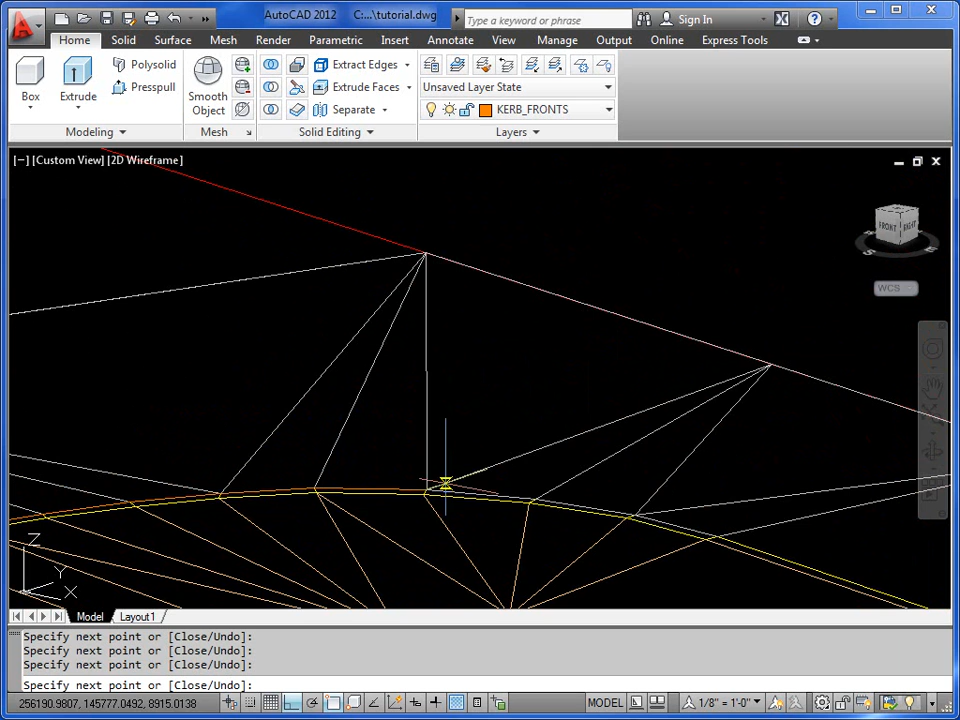 AutoCAD 2012 C:...\tutorial.dwg
Type a keyword or phrase
Sign In
Home Solid Surface Mesh Render Parametric Insert Annotate View Manage Output Online Express Tools
Box
Extrude
Polysolid
Presspull
Smooth Object
Extract Edges
Extrude Faces
Separate
Unsaved Layer State
KERB_FRONTS
Modeling Mesh Solid Editing Layers
[−] [Custom View] [2D Wireframe]
FRONT RIGHT
S E
WCS
Z
Y
X
Model Layout1
Specify next point or [Close/Undo]:
Specify next point or [Close/Undo]:
Specify next point or [Close/Undo]:
Specify next point or [Close/Undo]:
256190.9807, 145777.0492, 8915.0138 MODEL 1/8" = 1'-0"